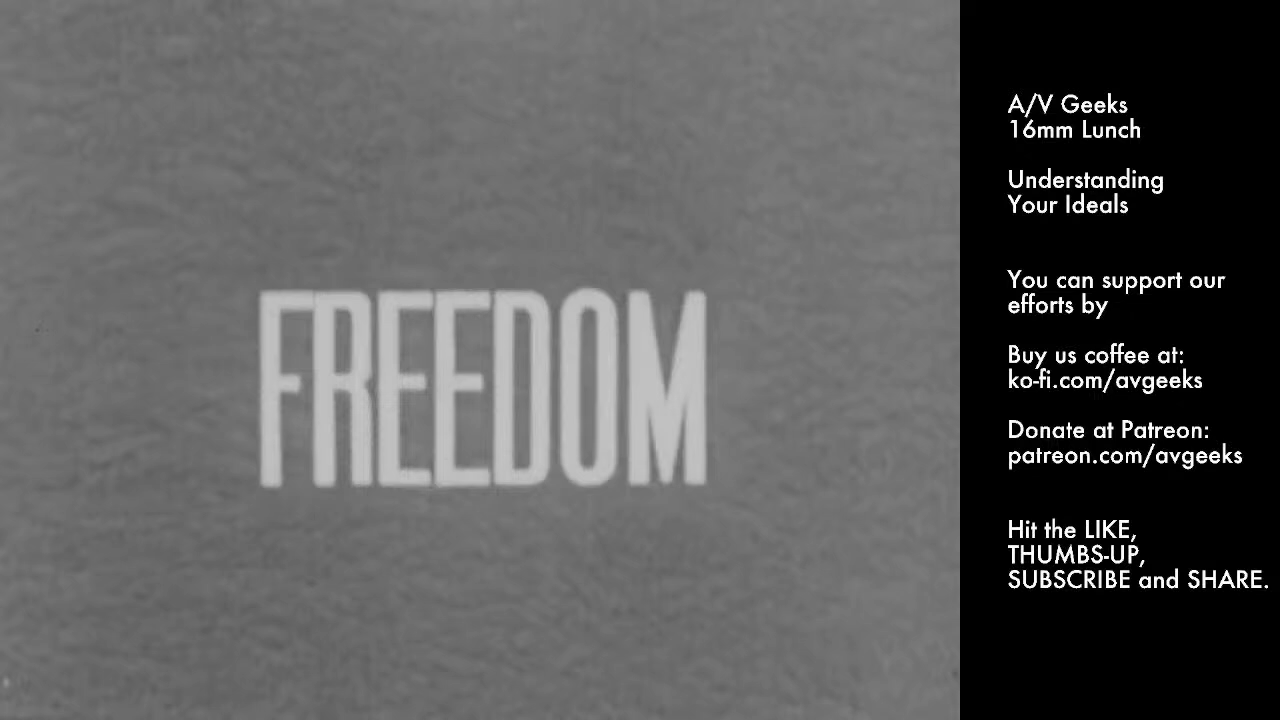 FREEDOM
A/V Geeks
16mm Lunch
Understanding
Your Ideals
You can support our
efforts by
Buy us coffee at:
ko-fi.com/avgeeks
Donate at Patreon:
patreon.com/avgeeks
Hit the LIKE,
THUMBS-UP,
SUBSCRIBE and SHARE.